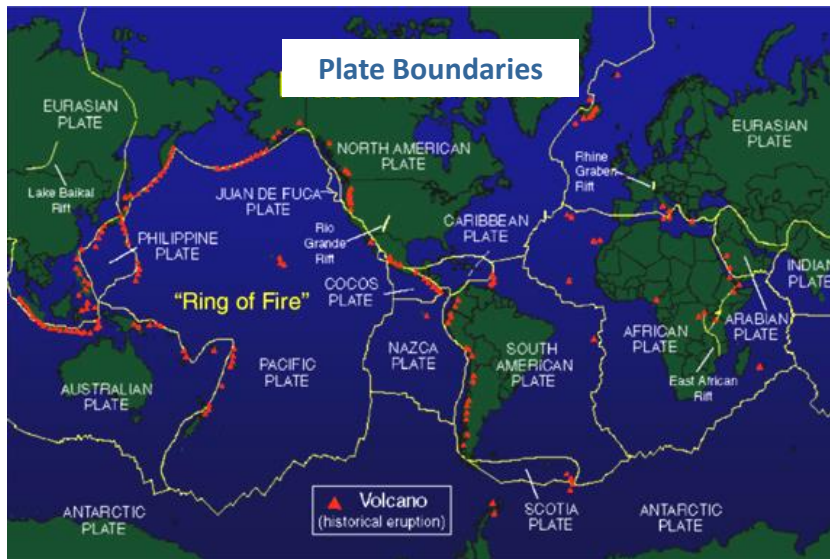 Plate Boundaries
EURASIAN
PLATE
NORTH AMERICAN
PLATE
EURASIAN
PLATE
Rhine
Graben
Rift
Lake Baikal
Rift
JUAN DE FUCA
PLATE
Rio
Grande
Rift
CARIBBEAN
PLATE
PHILIPPINE
PLATE
"Ring of Fire"
COCOS
PLATE
INDIAN
PLATE
ARABIAN
PLATE
AFRICAN
PLATE
NAZCA
PLATE
SOUTH
AMERICAN
PLATE
PACIFIC
PLATE
East African
Rift
AUSTRALIAN
PLATE
Volcano
(historical eruption)
ANTARCTIC
PLATE
SCOTIA
PLATE
ANTARCTIC
PLATE